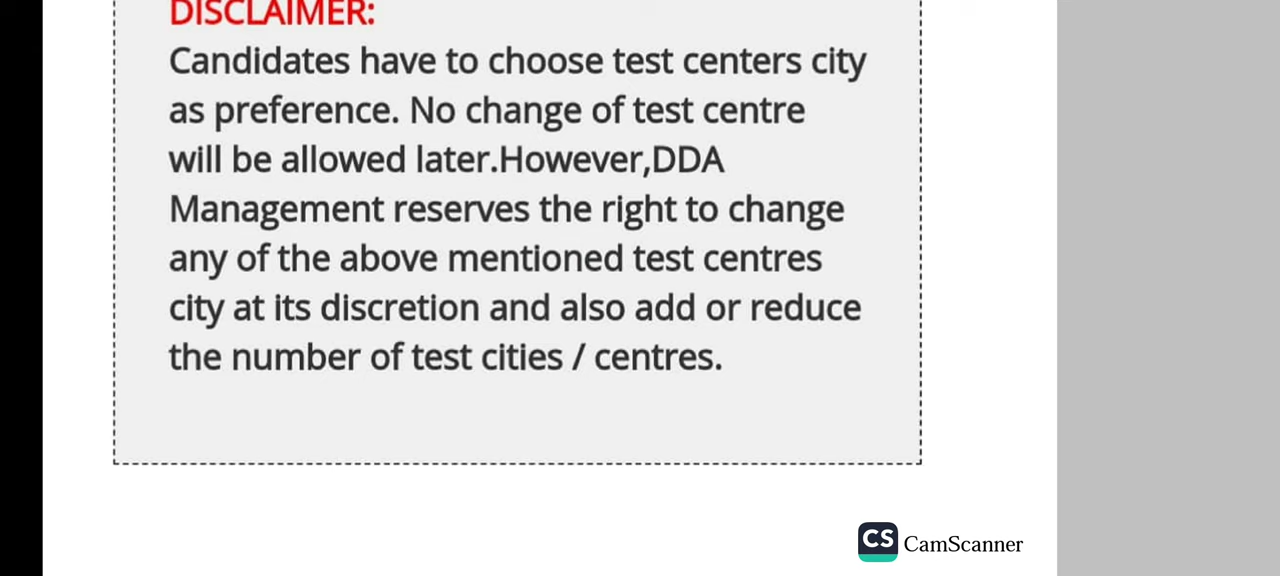 DISCLAIMER:
Candidates have to choose test centers city
as preference. No change of test centre
will be allowed later.However,DDA
Management reserves the right to change
any of the above mentioned test centres
city at its discretion and also add or reduce
the number of test cities / centres.
CS CamScanner